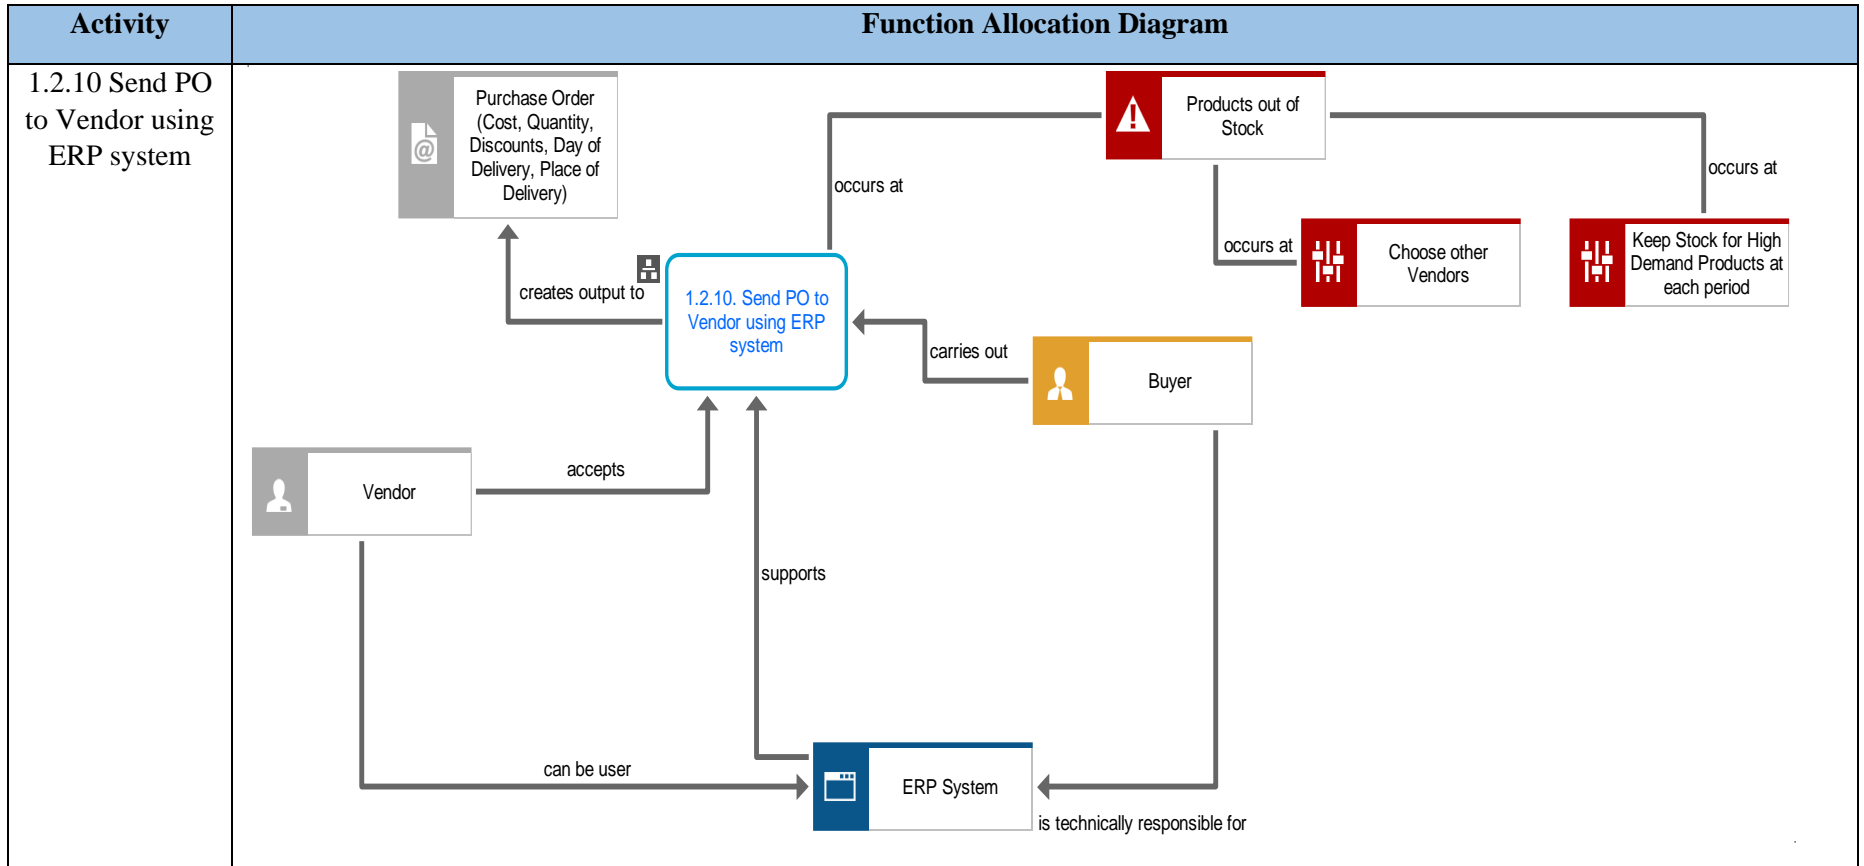 Activity
Function Allocation Diagram
1.2.10 Send PO
to Vendor using
ERP system
Purchase Order
(Cost, Quantity,
Discounts, Day of
Delivery, Place of
Delivery)
Products out of
Stock
occurs at
occurs at
occurs at
Choose other
Vendors
Keep Stock for High
Demand Products at
each period
creates output to
1.2.10. Send PO to
Vendor using ERP
system
carries out
Buyer
accepts
Vendor
supports
can be user
ERP System
is technically responsible for